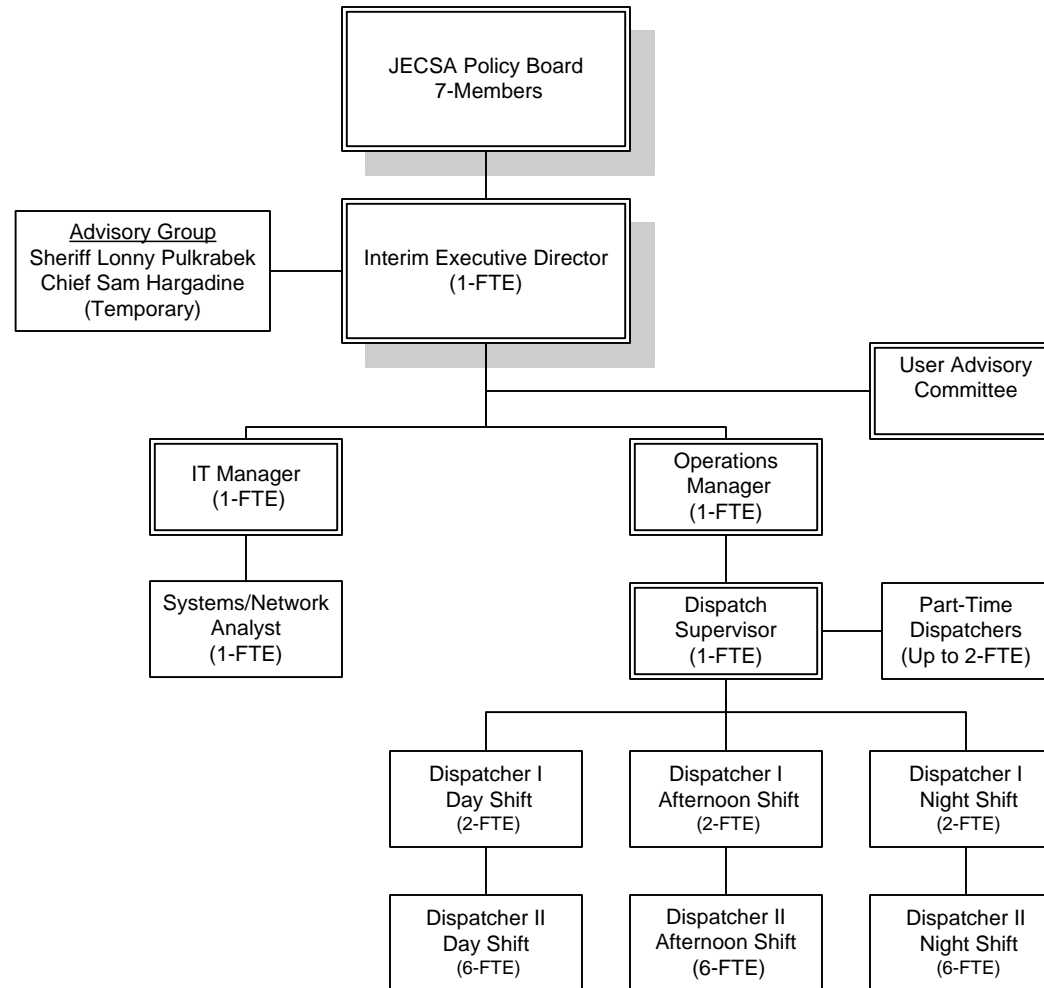 JECSA Policy Board
7-Members
Advisory Group
Sheriff Lonny Pulkrabek
Chief Sam Hargadine
(Temporary)
Interim Executive Director
(1-FTE)
User Advisory
Committee
IT Manager
(1-FTE)
Operations
Manager
(1-FTE)
Systems/Network
Analyst
(1-FTE)
Dispatch
Supervisor
(1-FTE)
Part-Time
Dispatchers
(Up to 2-FTE)
Dispatcher I
Day Shift
(2-FTE)
Dispatcher I
Afternoon Shift
(2-FTE)
Dispatcher I
Night Shift
(2-FTE)
Dispatcher II
Day Shift
(6-FTE)
Dispatcher II
Afternoon Shift
(6-FTE)
Dispatcher II
Night Shift
(6-FTE)